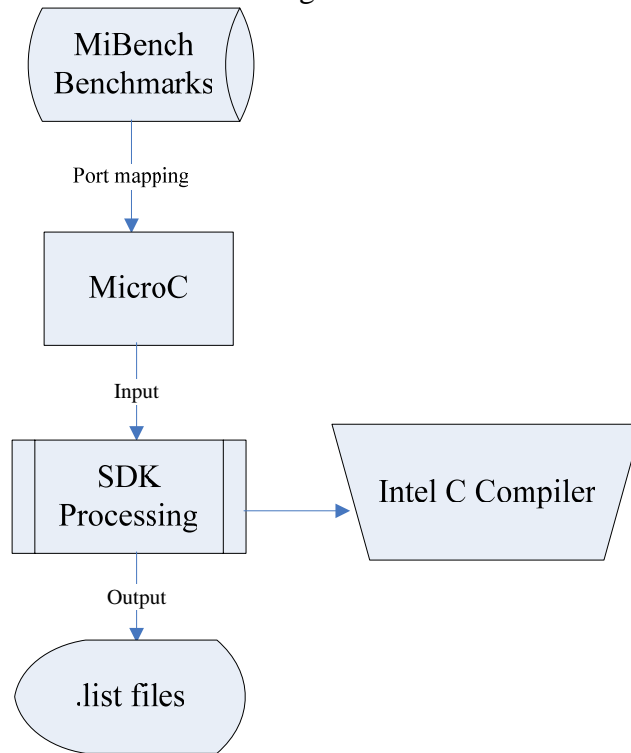 MiBench
Benchmarks
Port mapping
MicroC
Input
SDK
Processing
Intel C Compiler
Output
.list files